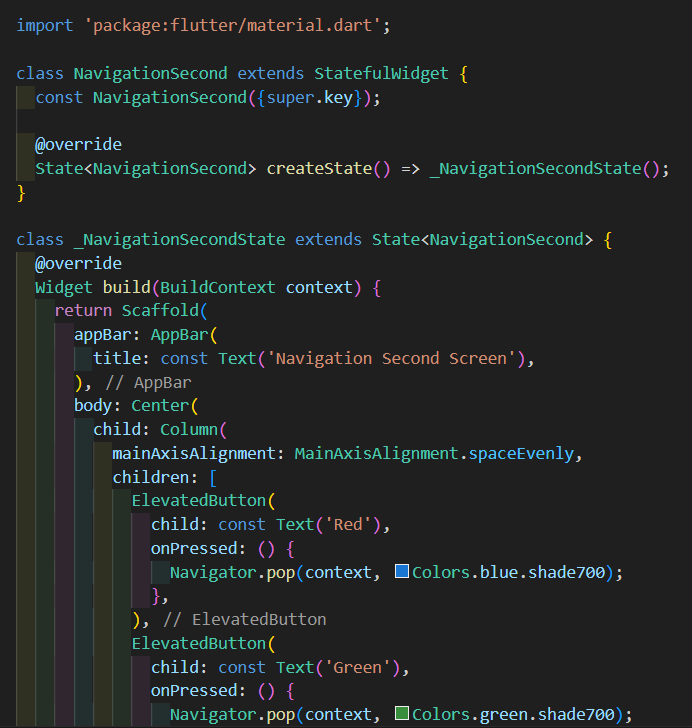 import 'package:flutter/material.dart';
class NavigationSecond extends StatefulWidget {
const NavigationSecond({super.key});
@override
State<NavigationSecond> createState() => _NavigationSecondState();
}
class _NavigationSecondState extends State<NavigationSecond> {
@override
Widget build(BuildContext context) {
return Scaffold(
appBar: AppBar(
title: const Text('Navigation Second Screen'),
), // AppBar
body: Center(
child: Column(
mainAxisAlignment: MainAxisAlignment.spaceEvenly,
children: [
ElevatedButton(
child: const Text('Red'),
onPressed: () {
Navigator.pop(context, Colors.blue.shade700);
},
), // ElevatedButton
ElevatedButton(
child: const Text('Green'),
onPressed: () {
Navigator.pop(context, Colors.green.shade700);